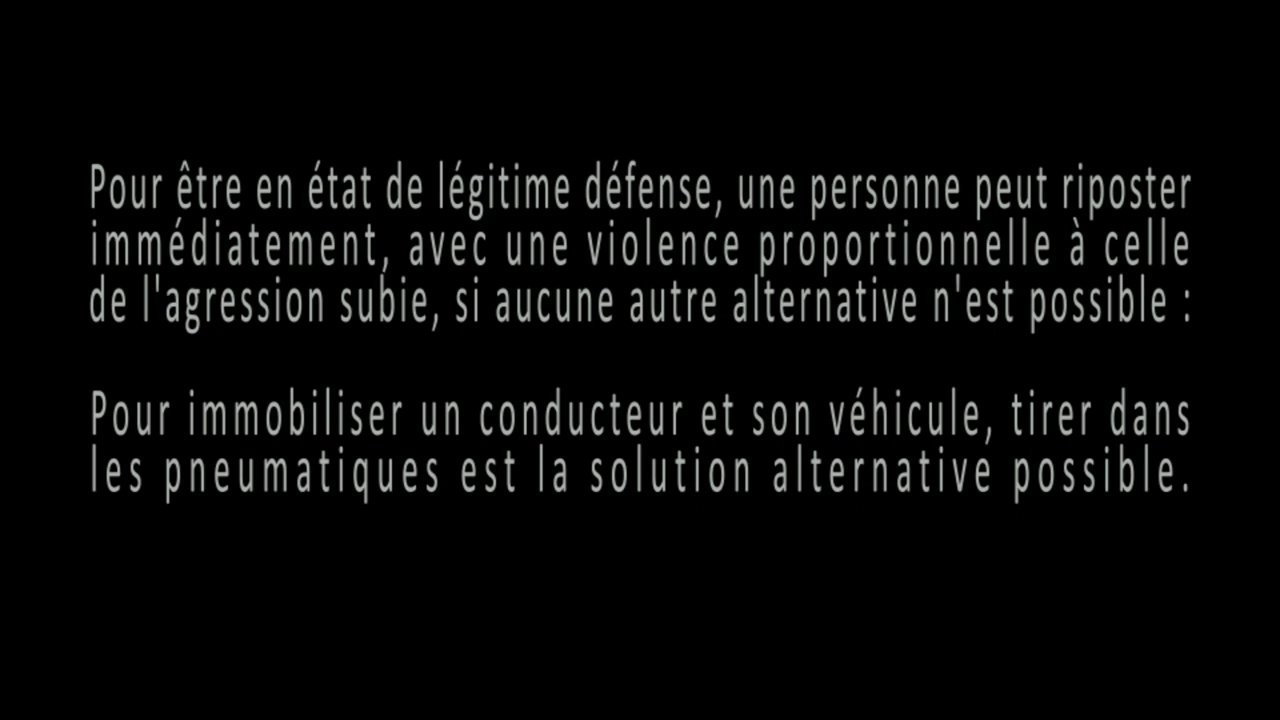 Pour être en état de légitime défense, une personne peut riposter
immédiatement, avec une violence proportionnelle à celle
de l'agression subie, si aucune autre alternative n'est possible :
Pour immobiliser un conducteur et son véhicule, tirer dans
les pneumatiques est la solution alternative possible.